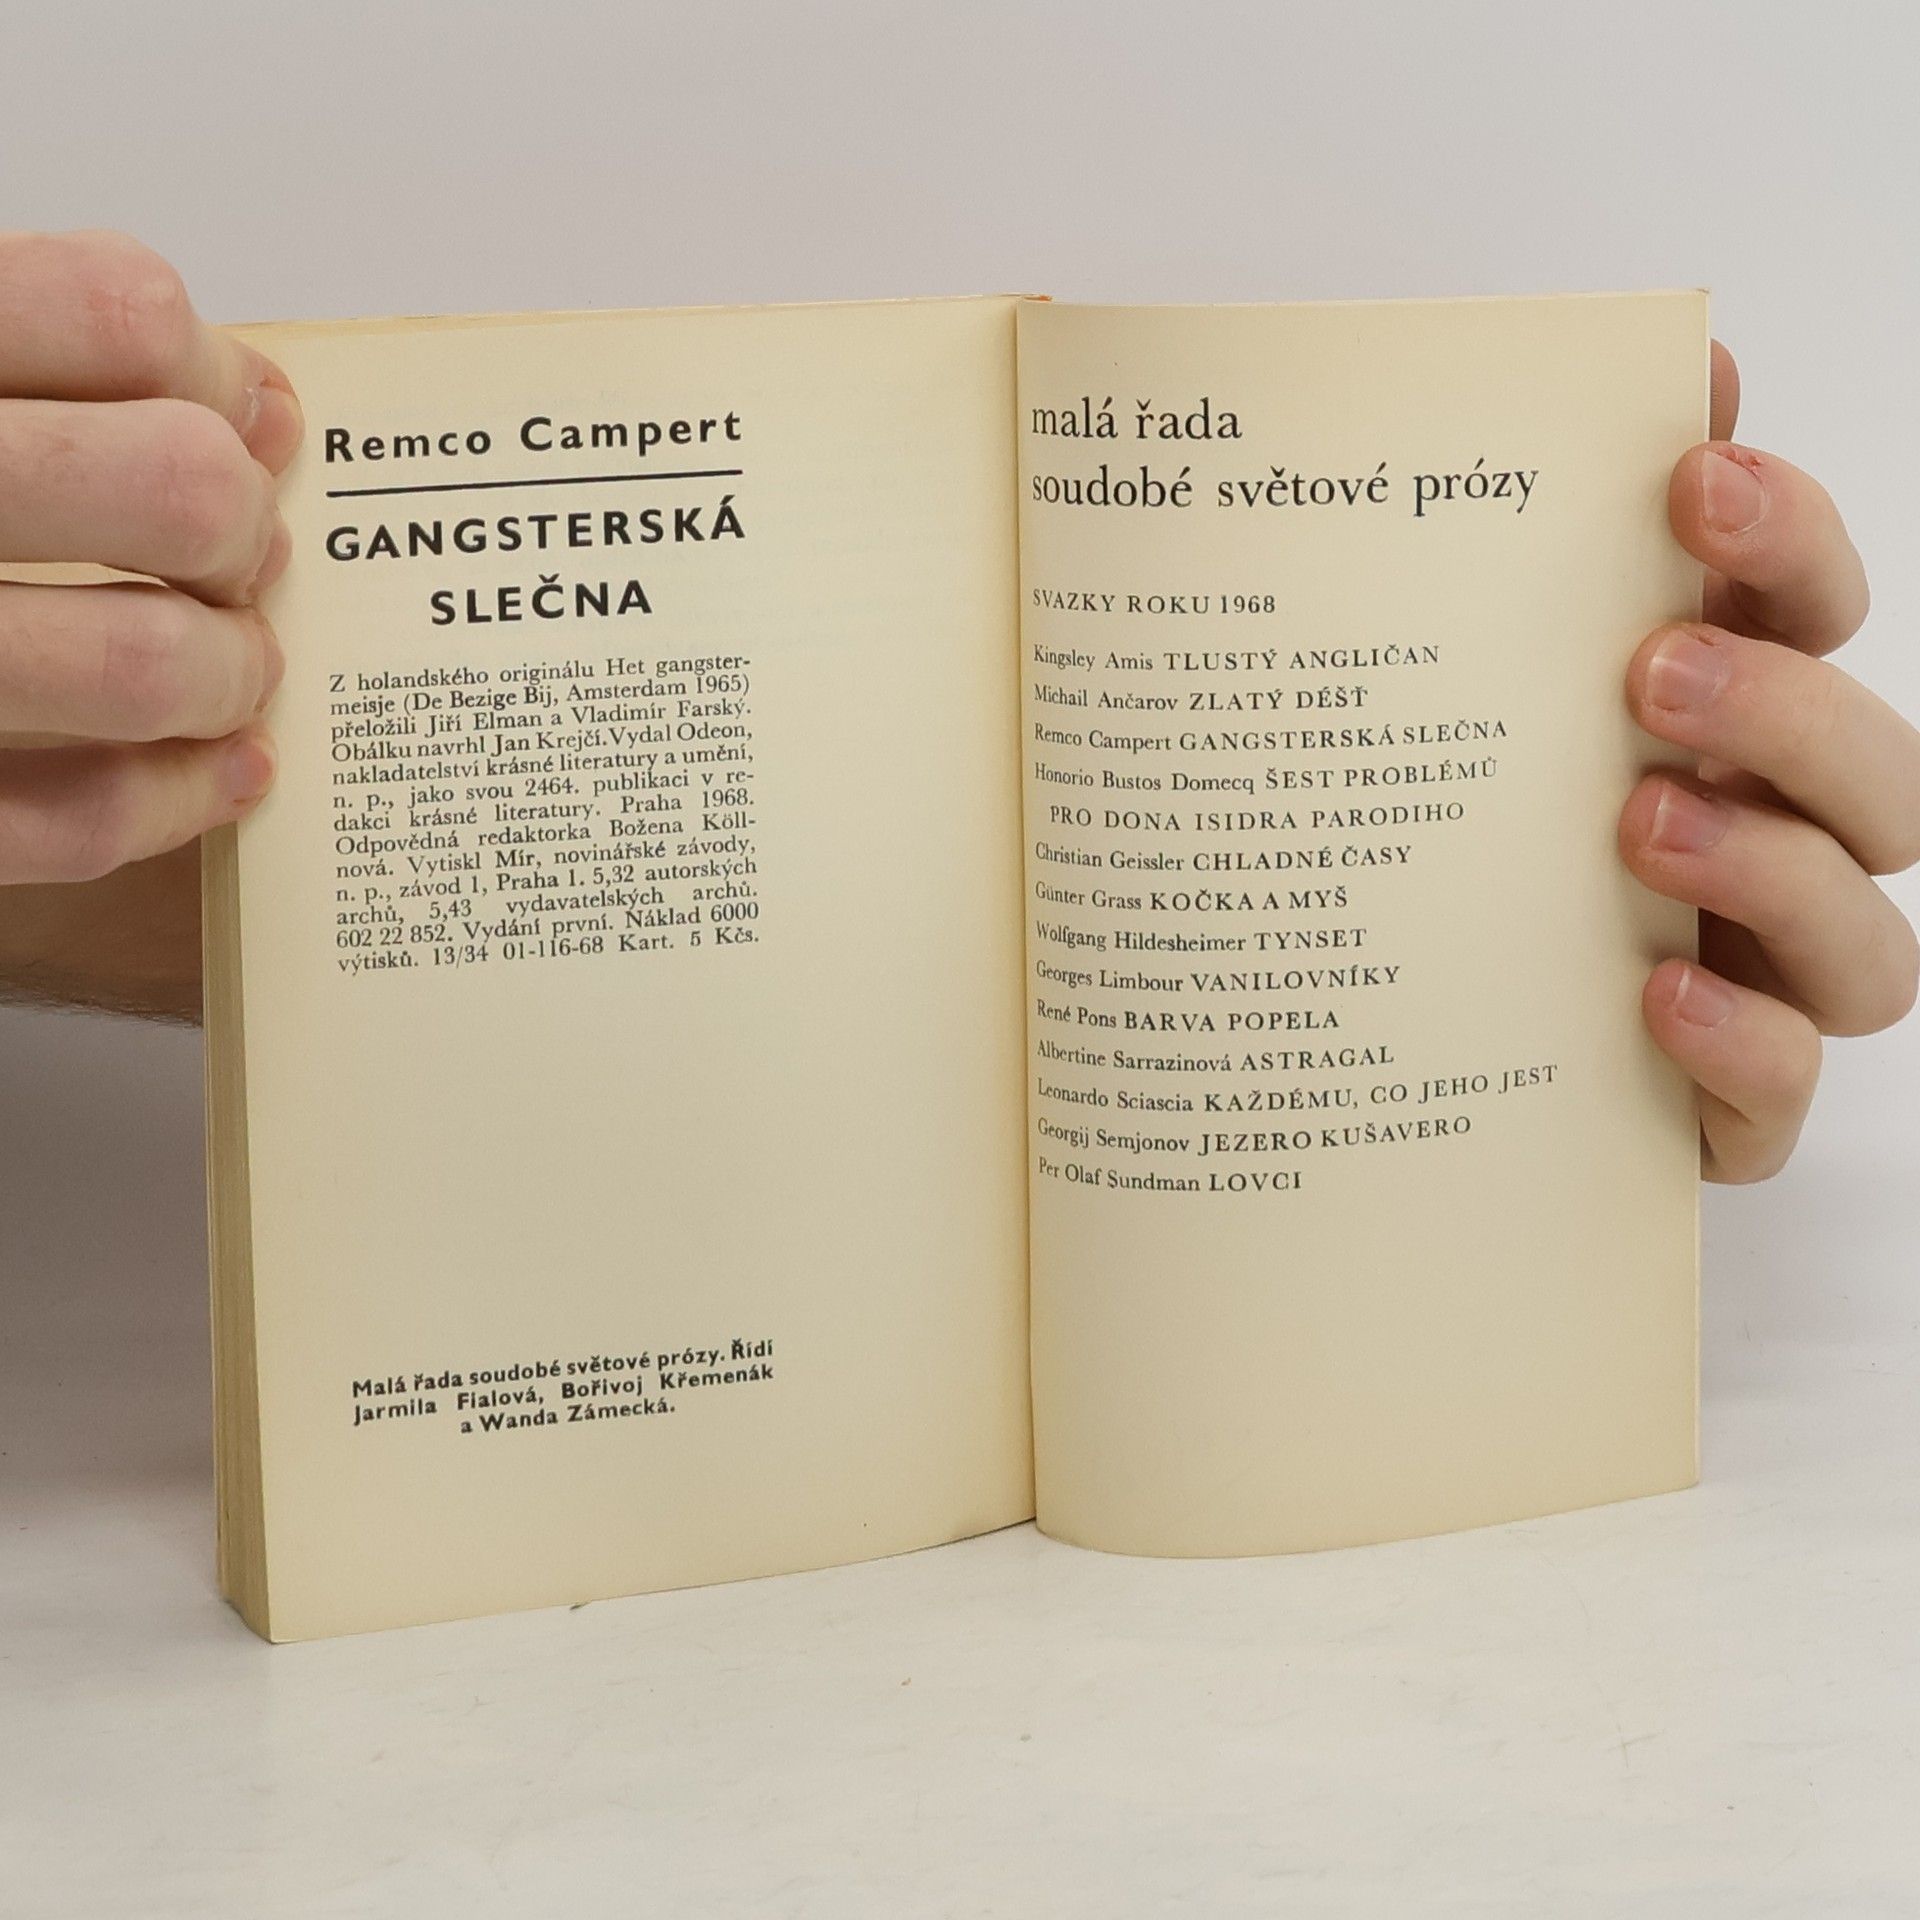 Remco Campert
GANGSTERSKÁ
SLEČNA
Z holandského originálu Het gangster-
meisje (De Bezige Bij, Amsterdam 1965)
přeložili Jiří Elman a Vladimír Farský.
Obálku navrhl Jan Krejčí. Vydal Odeon,
nakladatelství krásné literatury a umění,
n. p., jako svou 2464. publikaci v re-
dakci krásné literatury. Praha 1968.
Odpovědná redaktorka Božena Köll-
nová. Vytiskl Mír, novinářské závody,
n. p., závod 1, Praha 1. 5,32 autorských
archů, 5,43 vydavatelských archů.
602 22 852. Vydání první. Náklad 6000
výtisků. 13/34 01-116-68 Kart. 5 Kčs.
Malá řada soudobé světové prózy. Řídí
Jarmila Fialová, Bořivoj Křemenák
a Wanda Zámecká.
malá řada
soudobé světové prózy
SVAZKY ROKU 1968
Kingsley Amis TLUSTÝ ANGLIČAN
Michail Ančarov ZLATÝ DÉŠŤ
Remco Campert GANGSTERSKÁ SLEČNA
Honorio Bustos Domecq ŠEST PROBLÉMŮ
PRO DONA ISIDRA PARODIHO
Christian Geissler CHLADNÉ ČASY
Günter Grass KOČKA A MYŠ
Wolfgang Hildesheimer TYNSET
Georges Limbour VANILOVNÍKY
René Pons BARVA POPELA
Albertine Sarrazinová ASTRAGAL
Leonardo Sciascia KAŽDÉMU, CO JEHO JEST
Georgij Semjonov JEZERO KUŠAVERO
Per Olaf Sundman LOVCI